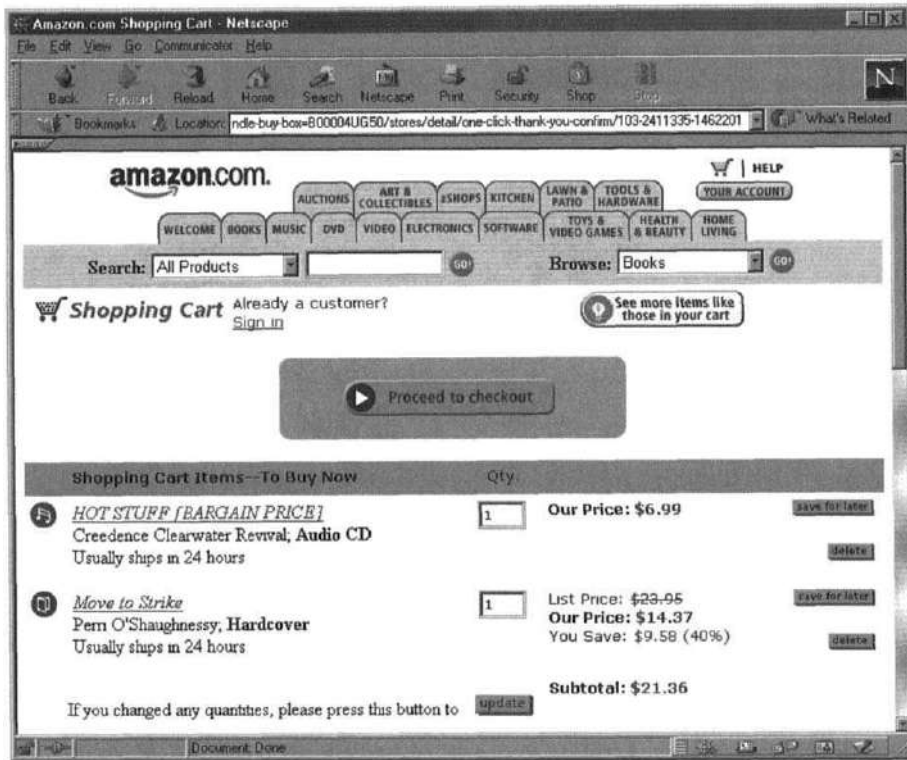 Amazon.com Shopping Cart - Netscape
File Edit View Go Communicator Help
Back Forward Reload Home Search Netscape Print Security Shop Stop
Bookmarks Location: ndle-buy-box=B00004UG50/stores/detail/one-click-thank-you-confirm/103-2411335-1462201 What's Related
amazon.com.
HELP
YOUR ACCOUNT
AUCTIONS ART & COLLECTIBLES zSHOPS KITCHEN LAWN & PATIO TOOLS & HARDWARE
WELCOME BOOKS MUSIC DVD VIDEO ELECTRONICS SOFTWARE TOYS & VIDEO GAMES HEALTH & BEAUTY HOME LIVING
Search: All Products GO! Browse: Books GO!
Shopping Cart Already a customer?
Sign in
See more items like
those in your cart
Proceed to checkout
Shopping Cart Items--To Buy Now Qty.
HOT STUFF [BARGAIN PRICE] 1 Our Price: $6.99 save for later
Creedence Clearwater Revival; Audio CD
Usually ships in 24 hours delete
Move to Strike 1 List Price: $23.95 save for later
Perri O'Shaughnessy; Hardcover Our Price: $14.37
Usually ships in 24 hours You Save: $9.58 (40%) delete
Subtotal: $21.36
If you changed any quantities, please press this button to update
Document: Done
N